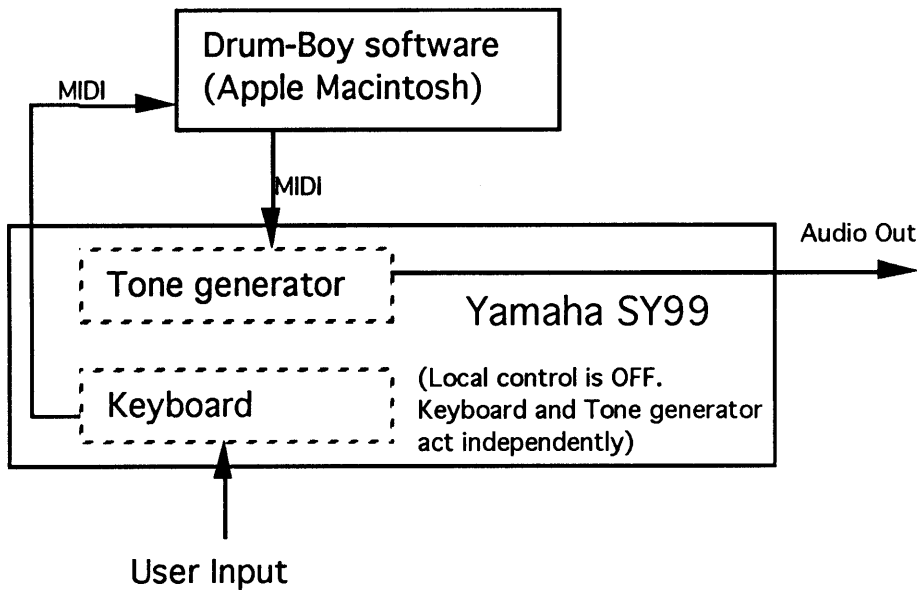 Drum-Boy software
(Apple Macintosh)
MIDI
MIDI
Audio Out
Tone generator
Yamaha SY99
Keyboard
(Local control is OFF.
Keyboard and Tone generator
act independently)
User Input